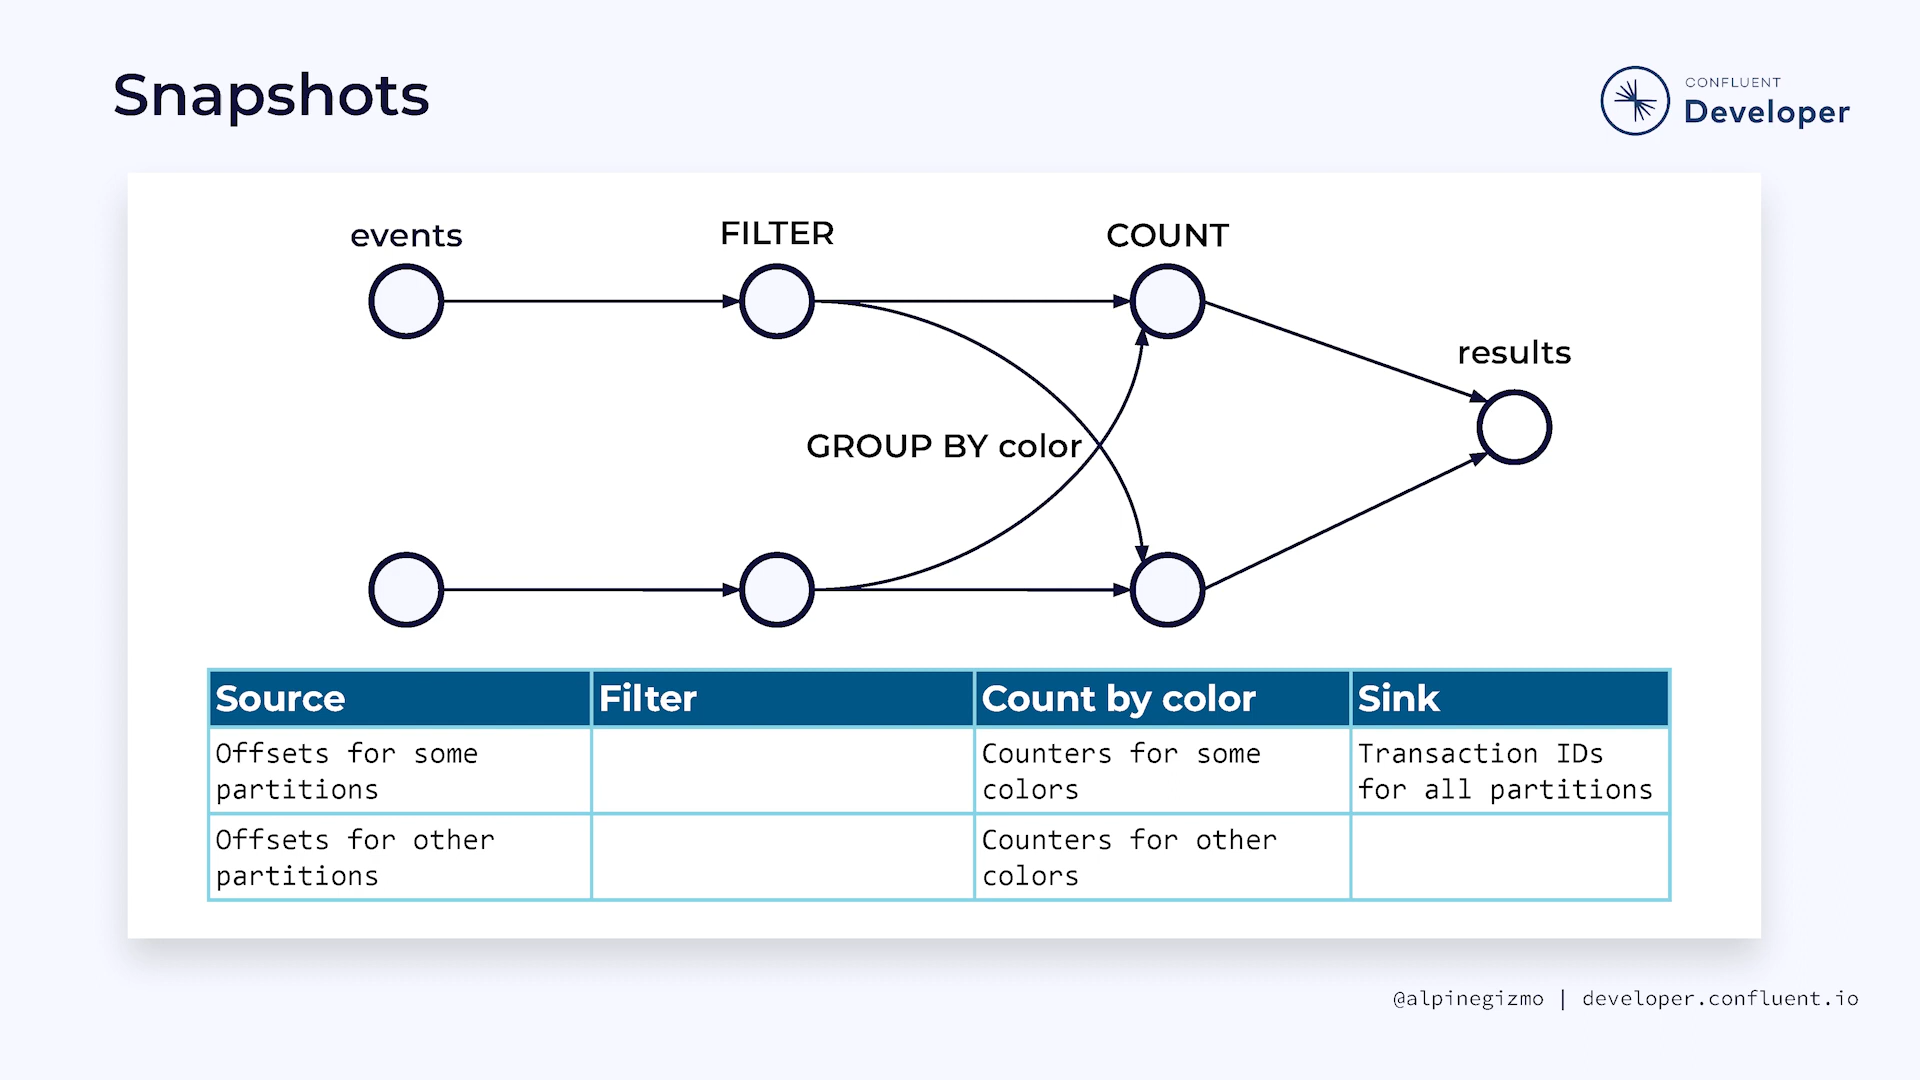 Snapshots
CONFLUENT
Developer
events
FILTER
COUNT
results
GROUP BY color
Source
Filter
Count by color
Sink
Offsets for some
partitions
Counters for some
colors
Transaction IDs
for all partitions
Offsets for other
partitions
Counters for other
colors
@alpinegizmo | developer.confluent.io